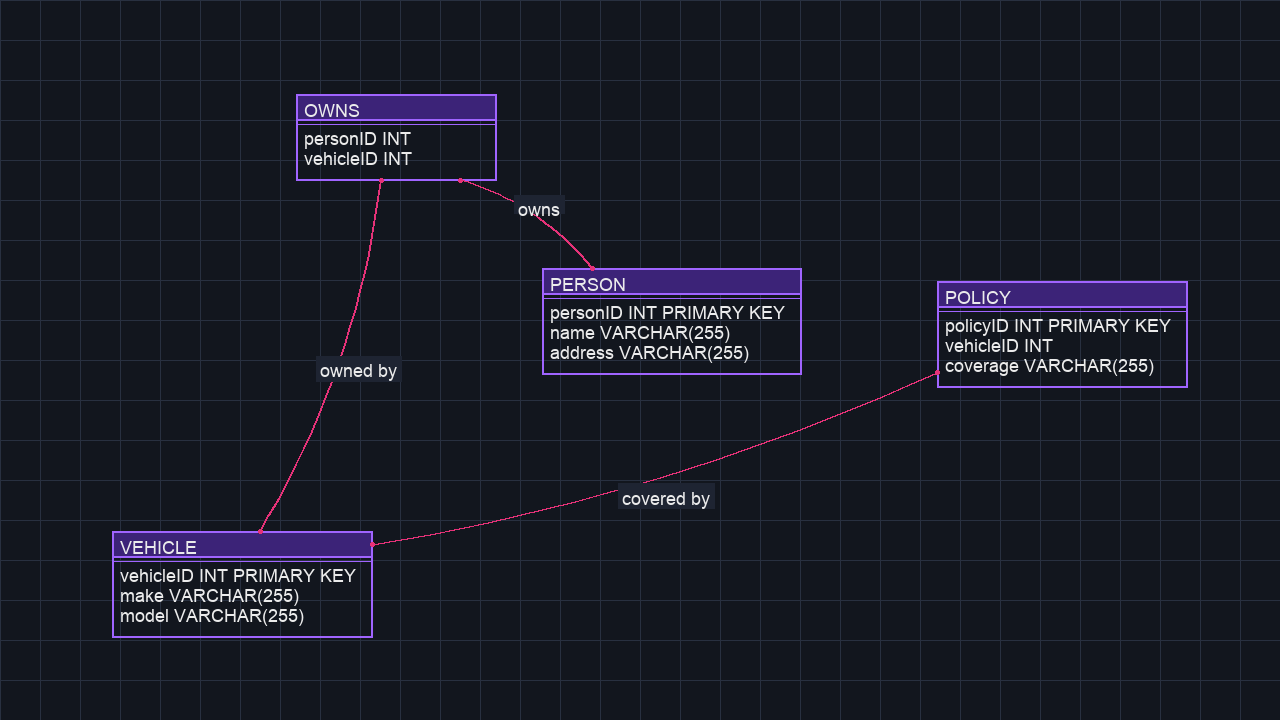 OWNS
personID INT
vehicleID INT
owns
PERSON
personID INT PRIMARY KEY
name VARCHAR(255)
address VARCHAR(255)
POLICY
policyID INT PRIMARY KEY
vehicleID INT
coverage VARCHAR(255)
owned by
covered by
VEHICLE
vehicleID INT PRIMARY KEY
make VARCHAR(255)
model VARCHAR(255)